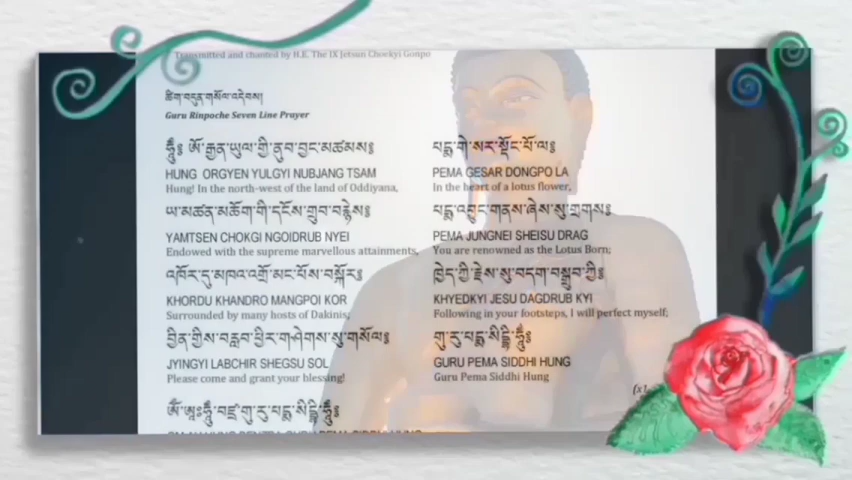 Transmitted and chanted by H.E. The IX Jetsun Choekyi Gonpo
ཚིག་བདུན་གསོལ་འདེབས།
Guru Rinpoche Seven Line Prayer
ཧཱུྃ༔ ཨོ་རྒྱན་ཡུལ་གྱི་ནུབ་བྱང་མཚམས༔
པདྨ་གེ་སར་སྡོང་པོ་ལ༔
HUNG ORGYEN YULGYI NUBJANG TSAM
PEMA GESAR DONGPO LA
Hung! In the north-west of the land of Oddiyana,
In the heart of a lotus flower,
ཡ་མཚན་མཆོག་གི་དངོས་གྲུབ་བརྙེས༔
པདྨ་འབྱུང་གནས་ཞེས་སུ་གྲགས༔
YAMTSEN CHOKGI NGOIDRUB NYEI
PEMA JUNGNEI SHEISU DRAG
Endowed with the supreme marvellous attainments,
You are renowned as the Lotus Born;
འཁོར་དུ་མཁའ་འགྲོ་མང་པོས་བསྐོར༔
ཁྱེད་ཀྱི་རྗེས་སུ་བདག་བསྒྲུབ་ཀྱི༔
KHORDU KHANDRO MANGPOI KOR
KHYEDKYI JESU DAGDRUB KYI
Surrounded by many hosts of Dakinis;
Following in your footsteps, I will perfect myself;
བྱིན་གྱིས་བརླབ་ཕྱིར་གཤེགས་སུ་གསོལ༔
གུ་རུ་པདྨ་སིདྡྷི་ཧཱུྃ༔
JYINGYI LABCHIR SHEGSU SOL
GURU PEMA SIDDHI HUNG
Please come and grant your blessing!
Guru Pema Siddhi Hung
ཨོཾ་ཨཱཿཧཱུྃ་བཛྲ་གུ་རུ་པདྨ་སིདྡྷི་ཧཱུྃ༔